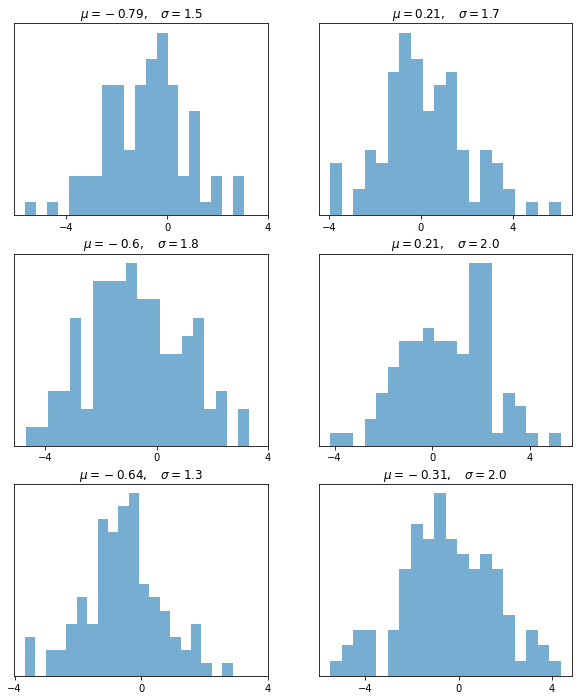 μ = −0.79,   σ = 1.5
μ = 0.21,   σ = 1.7
−4 0 4
−4 0 4
μ = −0.6,   σ = 1.8
μ = 0.21,   σ = 2.0
−4 0 4
−4 0 4
μ = −0.64,   σ = 1.3
μ = −0.31,   σ = 2.0
−4 0 4
−4 0 4